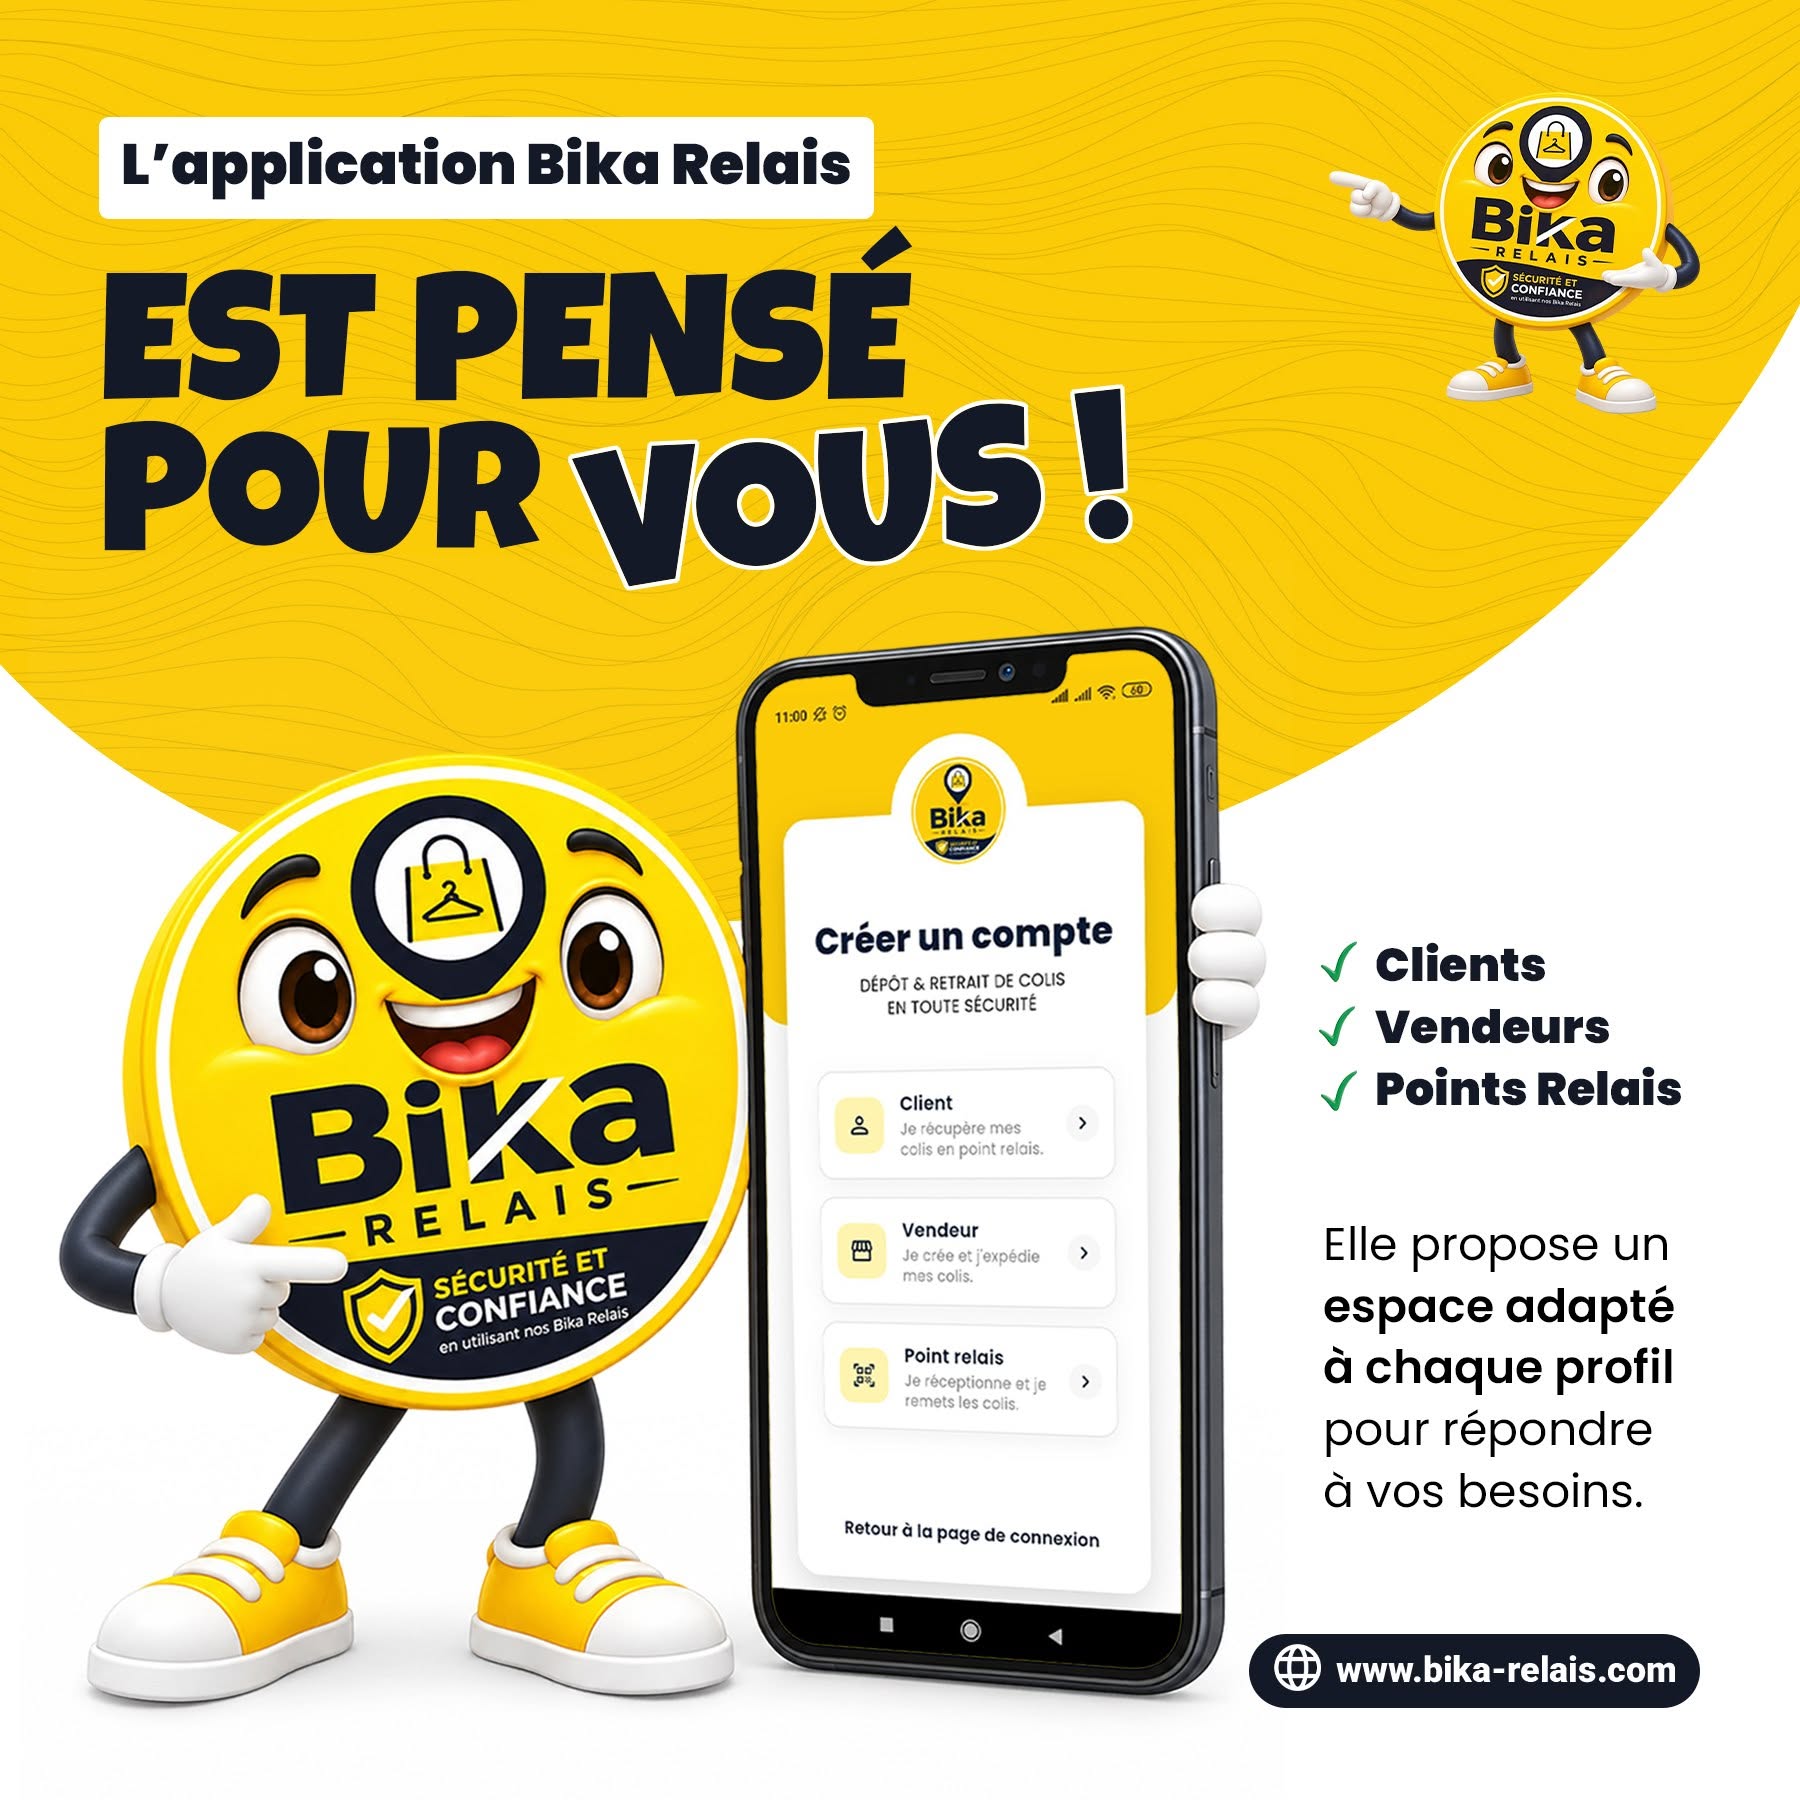 L’application Bika Relais
EST PENSÉ
POUR VOUS !
Bika
RELAIS
SÉCURITÉ ET
CONFIANCE
en utilisant nos Bika Relais
11:00
60
Bika
RELAIS
SÉCURITÉ ET
CONFIANCE
Créer un compte
DÉPÔT & RETRAIT DE COLIS
EN TOUTE SÉCURITÉ
Client
Je récupère mes
colis en point relais.
Vendeur
Je crée et j'expédie
mes colis.
Point relais
Je réceptionne et je
remets les colis.
Retour à la page de connexion
Bika
RELAIS
SÉCURITÉ ET
CONFIANCE
en utilisant nos Bika Relais
Clients
Vendeurs
Points Relais
Elle propose un
espace adapté
à chaque profil
pour répondre
à vos besoins.
www.bika-relais.com